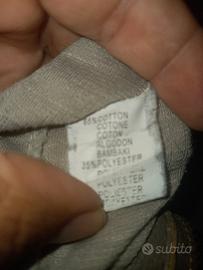 65%COTTON
COTONE
COTON
ALGODON
BAMBAKI
35%POLYESTER
POLYESTER
POLYESTER
subito